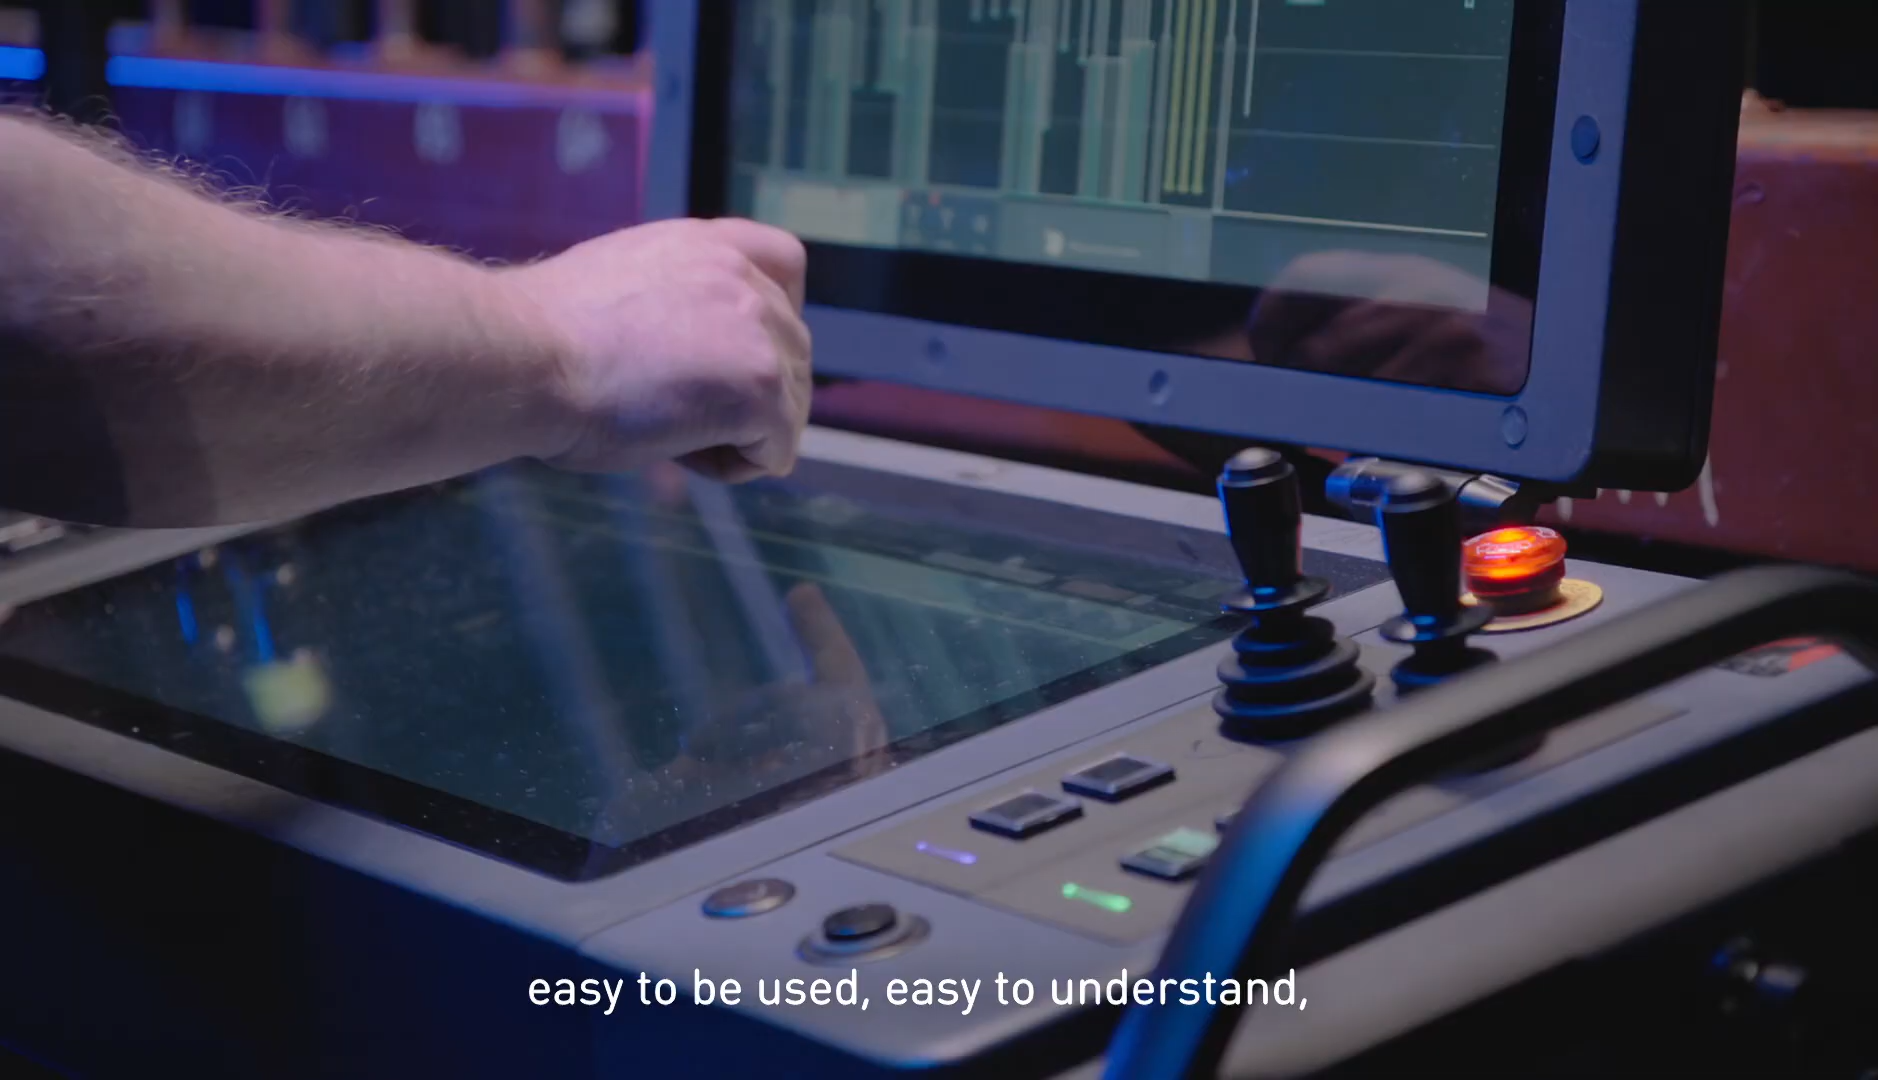 easy to be used, easy to understand,